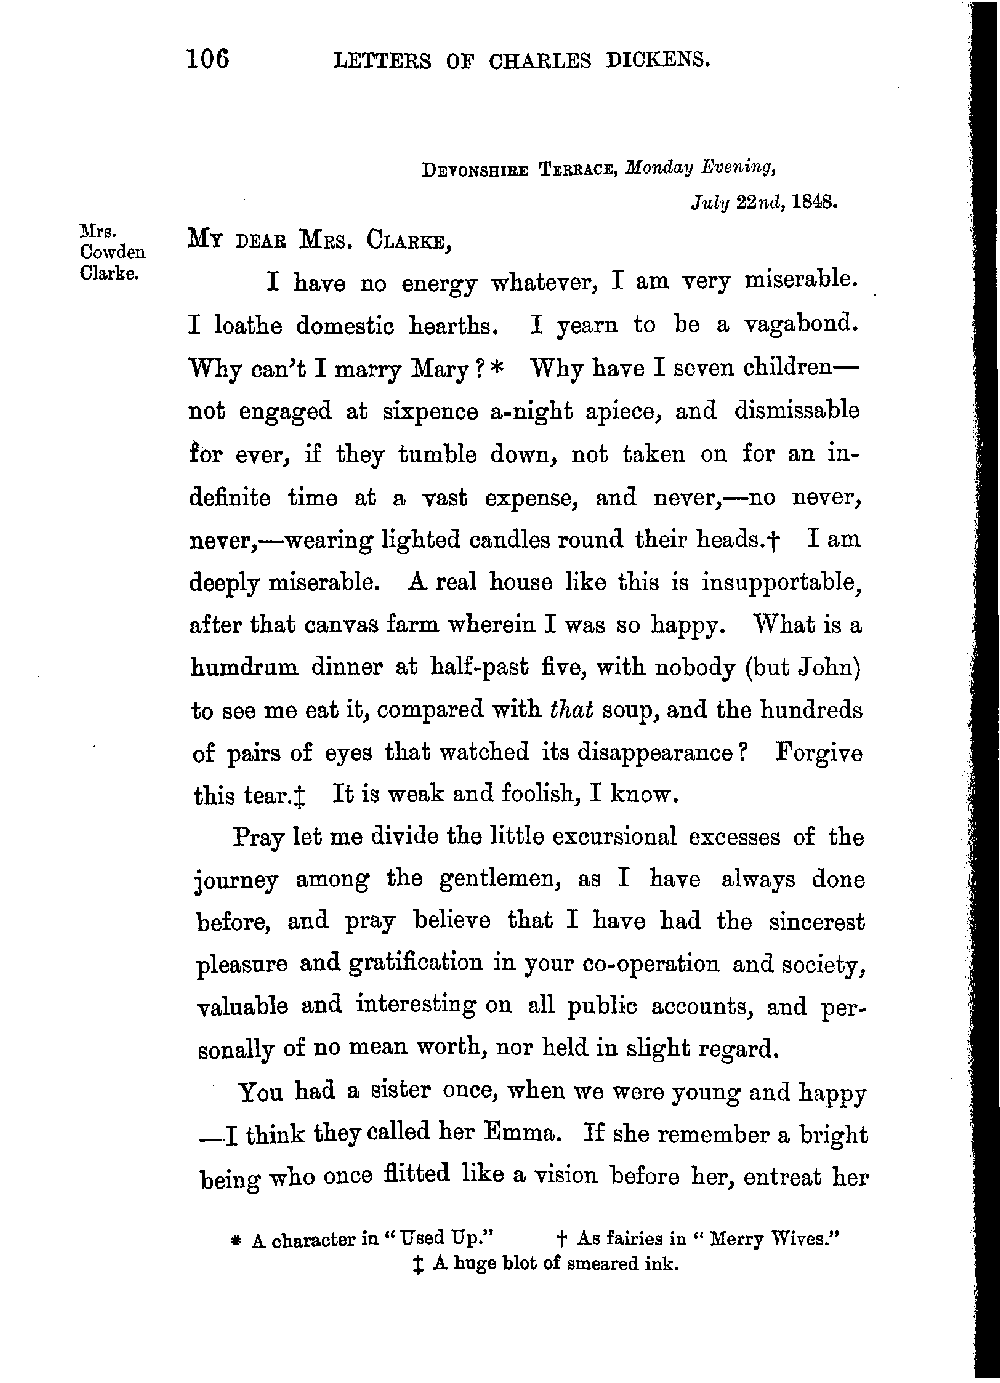 106 LETTERS OF CHARLES DICKENS.
DEVONSHIRE TERRACE, Monday Evening,
July 22nd, 1848.
Mrs.
Cowden
Clarke.
MY DEAR MRS. CLARKE,
I have no energy whatever, I am very miserable.
I loathe domestic hearths. I yearn to be a vagabond.
Why can't I marry Mary?* Why have I seven children—
not engaged at sixpence a-night apiece, and dismissable
for ever, if they tumble down, not taken on for an in-
definite time at a vast expense, and never,—no never,
never,—wearing lighted candles round their heads.† I am
deeply miserable. A real house like this is insupportable,
after that canvas farm wherein I was so happy. What is a
humdrum dinner at half-past five, with nobody (but John)
to see me eat it, compared with that soup, and the hundreds
of pairs of eyes that watched its disappearance? Forgive
this tear.‡ It is weak and foolish, I know.
Pray let me divide the little excursional excesses of the
journey among the gentlemen, as I have always done
before, and pray believe that I have had the sincerest
pleasure and gratification in your co-operation and society,
valuable and interesting on all public accounts, and per-
sonally of no mean worth, nor held in slight regard.
You had a sister once, when we were young and happy
—I think they called her Emma. If she remember a bright
being who once flitted like a vision before her, entreat her
* A character in "Used Up." † As fairies in "Merry Wives."
‡ A huge blot of smeared ink.